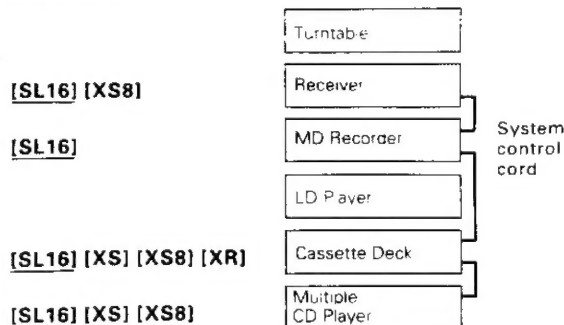 Turntable
[SL16] [XS8]
Receiver
[SL16]
MD Recorder
System
control
cord
LD Player
[SL16] [XS] [XS8] [XR]
Cassette Deck
[SL16] [XS] [XS8]
Multiple
CD Player